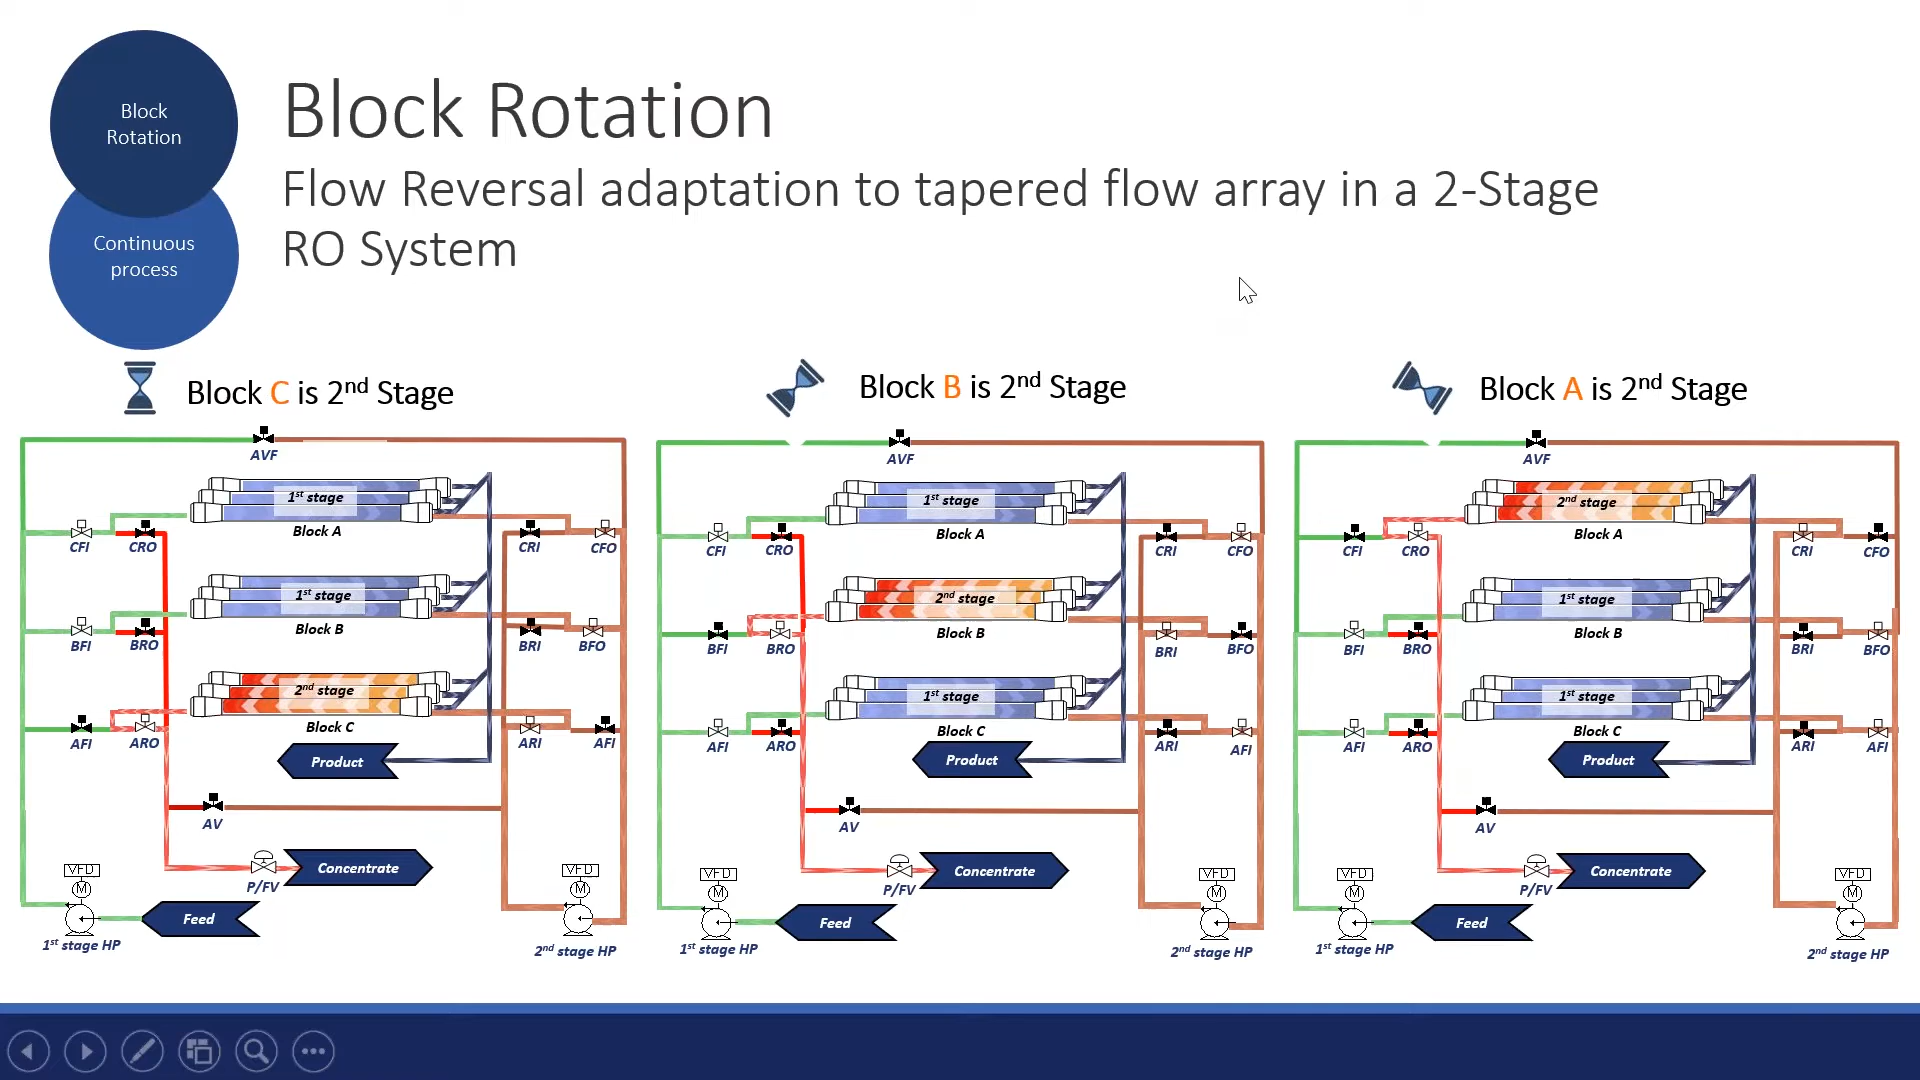 Block
Rotation
Continuous
process
Block Rotation
Flow Reversal adaptation to tapered flow array in a 2-Stage
RO System
Block C is 2nd Stage
AVF
1st stage
Block A
CFI
CRO
CRI
CFO
1st stage
Block B
BFI
BRO
BRI
BFO
2nd stage
Block C
AFI
ARO
ARI
AFI
Product
AV
VFD
M
P/FV
Concentrate
VFD
M
Feed
1st stage HP
2nd stage HP
Block B is 2nd Stage
AVF
1st stage
Block A
CFI
CRO
CRI
CFO
2nd stage
Block B
BFI
BRO
BRI
BFO
1st stage
Block C
AFI
ARO
ARI
AFI
Product
AV
VFD
M
P/FV
Concentrate
VFD
M
Feed
1st stage HP
2nd stage HP
Block A is 2nd Stage
AVF
2nd stage
Block A
CFI
CRO
CRI
CFO
1st stage
Block B
BFI
BRO
BRI
BFO
1st stage
Block C
AFI
ARO
ARI
AFI
Product
AV
VFD
M
P/FV
Concentrate
VFD
M
Feed
1st stage HP
2nd stage HP